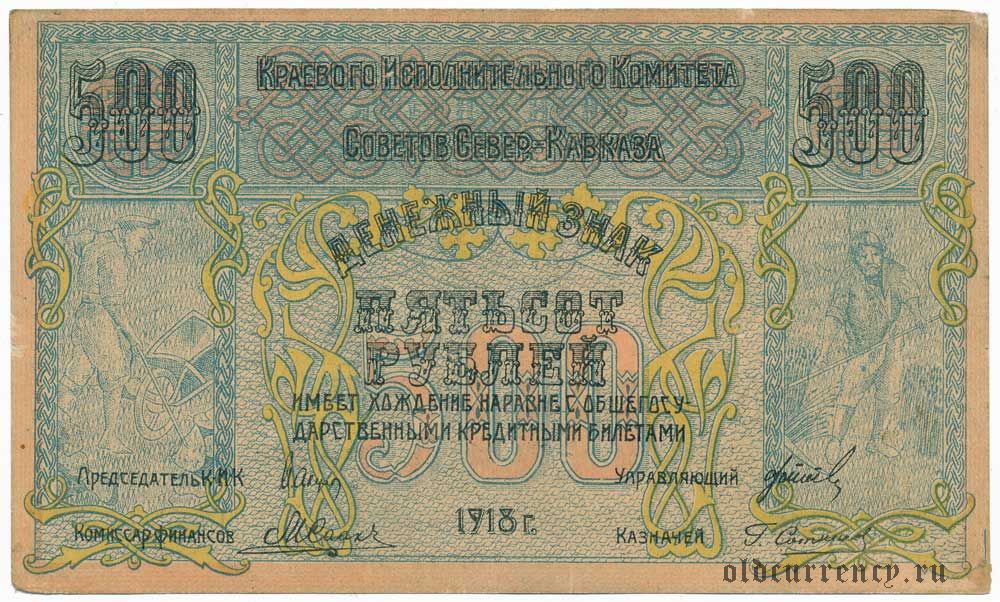 500 Краевого Исполнительного Комитета 500
Советов Север.-Кавказа
ДЕНЕЖНЫЙ ЗНАК
ПЯТЬСОТ
РУБЛЕЙ
500
ИМЕЕТ ХОЖДЕНИЕ НАРАВНЕ С ОБЩЕГОСУ-
ДАРСТВЕННЫМИ КРЕДИТНЫМИ БИЛЕТАМИ
Председатель К.И.К Управляющий
1918 г.
Комиссар финансов Казначей
oldcurrency.ru